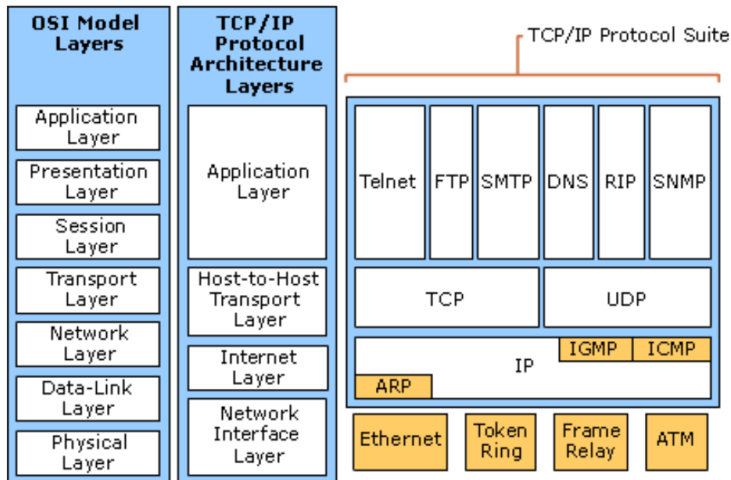 OSI Model
Layers
Application
Layer
Presentation
Layer
Session
Layer
Transport
Layer
Network
Layer
Data-Link
Layer
Physical
Layer
TCP/IP
Protocol
Architecture
Layers
Application
Layer
Host-to-Host
Transport
Layer
Internet
Layer
Network
Interface
Layer
TCP/IP Protocol Suite
Telnet
FTP
SMTP
DNS
RIP
SNMP
TCP
UDP
IP
IGMP
ICMP
ARP
Ethernet
Token
Ring
Frame
Relay
ATM